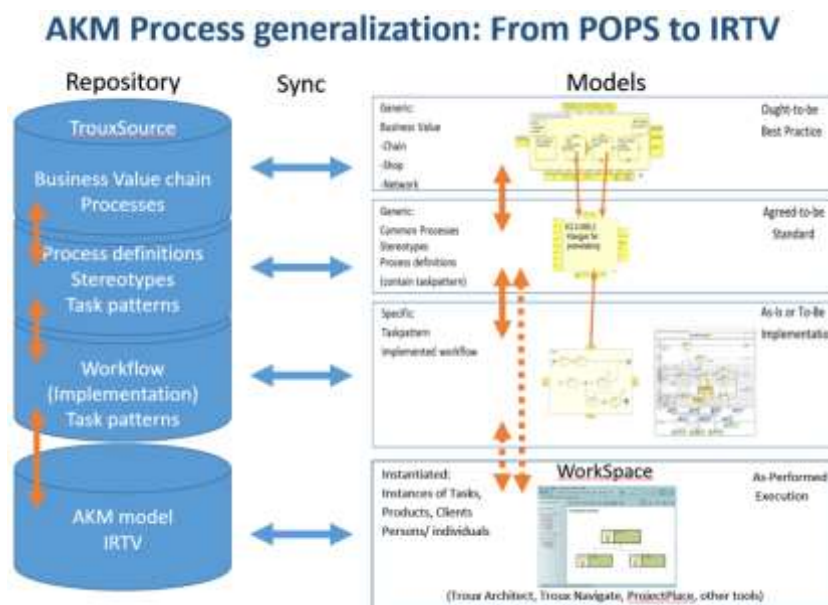 AKM Process generalization: From POPS to IRTV
Repository
Sync
Models
TrouxSource
Business Value chain
Processes
Process definitions
Stereotypes
Task patterns
Workflow
(Implementation)
Task patterns
AKM model
IRTV
Generic:
Business Value
-Chain
-Shop
-Network
Ought-to-be
Best Practice
Generic:
Common Processes
Stereotypes
Process definitions
(contain taskpattern)
Agreed-to-be
Standard
Specific:
Taskpattern
Implemented workflow
As-Is or To-Be
Implementatio
Instantiated:
Instances of Tasks,
Products, Clients
Persons/ individuals
WorkSpace
As-Performed
Execution
(Troux Architect, Troux Navigate, ProjectPlace, other tools)